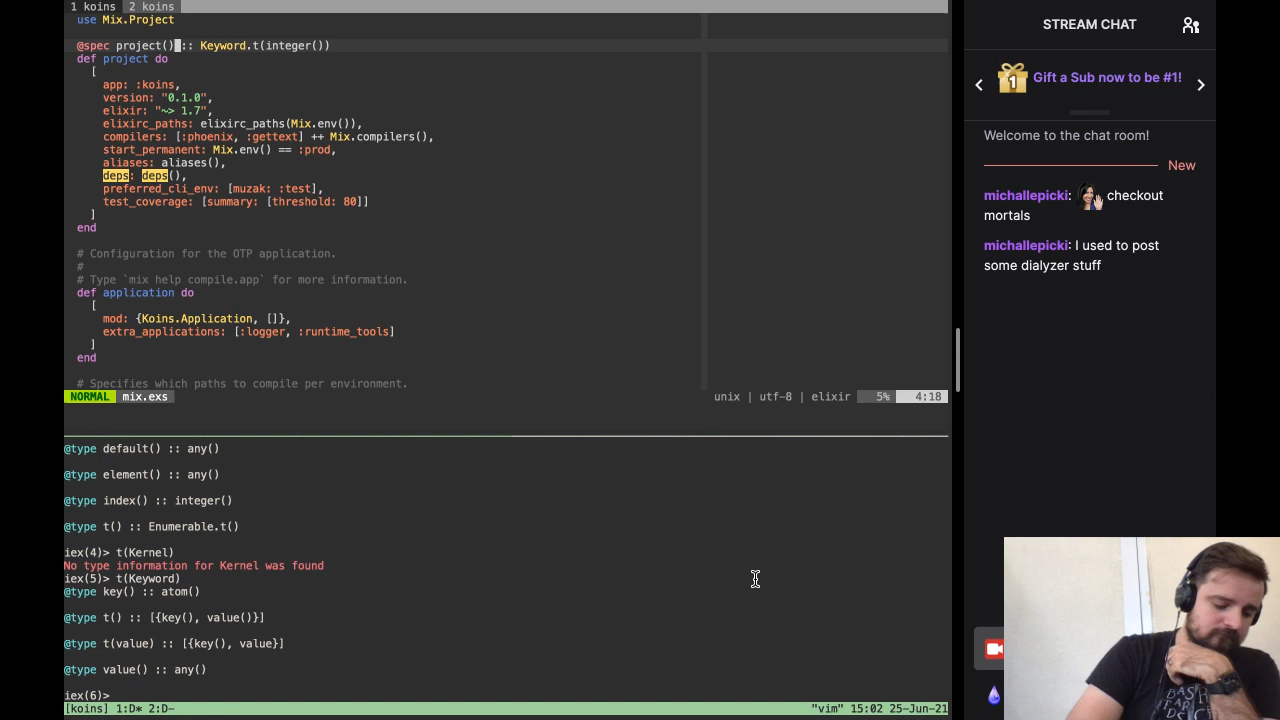 1 koins  2 koins
use Mix.Project
@spec project() :: Keyword.t(integer())
def project do
[
app: :koins,
version: "0.1.0",
elixir: "~> 1.7",
elixirc_paths: elixirc_paths(Mix.env()),
compilers: [:phoenix, :gettext] ++ Mix.compilers(),
start_permanent: Mix.env() == :prod,
aliases: aliases(),
deps: deps(),
preferred_cli_env: [muzak: :test],
test_coverage: [summary: [threshold: 80]]
]
end
# Configuration for the OTP application.
#
# Type `mix help compile.app` for more information.
def application do
[
mod: {Koins.Application, []},
extra_applications: [:logger, :runtime_tools]
]
end
# Specifies which paths to compile per environment.
NORMAL mix.exs unix | utf-8 | elixir 5% 4:18
@type default() :: any()
@type element() :: any()
@type index() :: integer()
@type t() :: Enumerable.t()
iex(4)> t(Kernel)
No type information for Kernel was found
iex(5)> t(Keyword)
@type key() :: atom()
@type t() :: [{key(), value()}]
@type t(value) :: [{key(), value}]
@type value() :: any()
iex(6)>
[koins] 1:D* 2:D- "vim" 15:02 25-Jun-21
STREAM CHAT
1 Gift a Sub now to be #1!
Welcome to the chat room!
New
michallepicki: checkout
mortals
michallepicki: I used to post
some dialyzer stuff